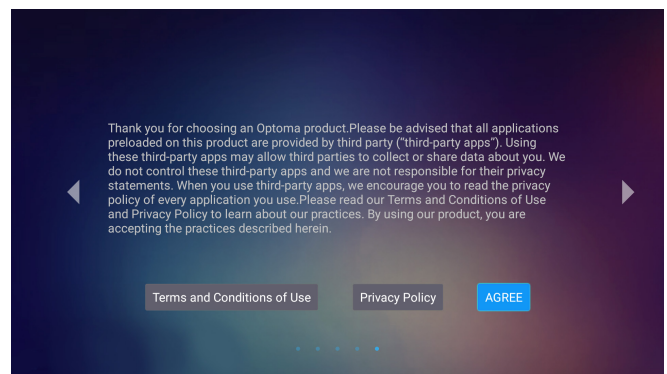 Thank you for choosing an Optoma product.Please be advised that all applications
preloaded on this product are provided by third party ("third-party apps"). Using
these third-party apps may allow third parties to collect or share data about you. We
do not control these third-party apps and we are not responsible for their privacy
statements. When you use third-party apps, we encourage you to read the privacy
policy of every application you use.Please read our Terms and Conditions of Use
and Privacy Policy to learn about our practices. By using our product, you are
accepting the practices described herein.
Terms and Conditions of Use
Privacy Policy
AGREE